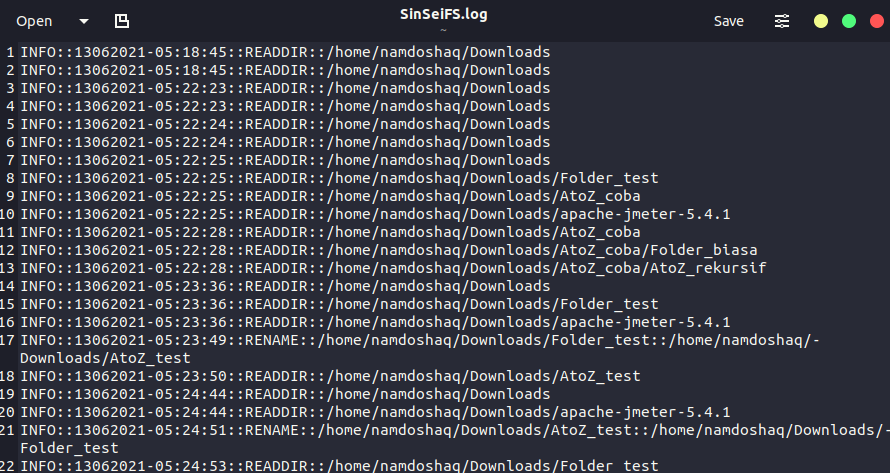 Open
SinSeiFS.log
~
Save
1 INFO::13062021-05:18:45::READDIR::/home/namdoshaq/Downloads
2 INFO::13062021-05:18:45::READDIR::/home/namdoshaq/Downloads
3 INFO::13062021-05:22:23::READDIR::/home/namdoshaq/Downloads
4 INFO::13062021-05:22:23::READDIR::/home/namdoshaq/Downloads
5 INFO::13062021-05:22:24::READDIR::/home/namdoshaq/Downloads
6 INFO::13062021-05:22:24::READDIR::/home/namdoshaq/Downloads
7 INFO::13062021-05:22:25::READDIR::/home/namdoshaq/Downloads
8 INFO::13062021-05:22:25::READDIR::/home/namdoshaq/Downloads/Folder_test
9 INFO::13062021-05:22:25::READDIR::/home/namdoshaq/Downloads/AtoZ_coba
10 INFO::13062021-05:22:25::READDIR::/home/namdoshaq/Downloads/apache-jmeter-5.4.1
11 INFO::13062021-05:22:28::READDIR::/home/namdoshaq/Downloads/AtoZ_coba
12 INFO::13062021-05:22:28::READDIR::/home/namdoshaq/Downloads/AtoZ_coba/Folder_biasa
13 INFO::13062021-05:22:28::READDIR::/home/namdoshaq/Downloads/AtoZ_coba/AtoZ_rekursif
14 INFO::13062021-05:23:36::READDIR::/home/namdoshaq/Downloads
15 INFO::13062021-05:23:36::READDIR::/home/namdoshaq/Downloads/Folder_test
16 INFO::13062021-05:23:36::READDIR::/home/namdoshaq/Downloads/apache-jmeter-5.4.1
17 INFO::13062021-05:23:49::RENAME::/home/namdoshaq/Downloads/Folder_test::/home/namdoshaq/-
Downloads/AtoZ_test
18 INFO::13062021-05:23:50::READDIR::/home/namdoshaq/Downloads/AtoZ_test
19 INFO::13062021-05:24:44::READDIR::/home/namdoshaq/Downloads
20 INFO::13062021-05:24:44::READDIR::/home/namdoshaq/Downloads/apache-jmeter-5.4.1
21 INFO::13062021-05:24:51::RENAME::/home/namdoshaq/Downloads/AtoZ_test::/home/namdoshaq/Downloads/-
Folder_test
22 INFO::13062021-05:24:53::READDIR::/home/namdoshaq/Downloads/Folder_test